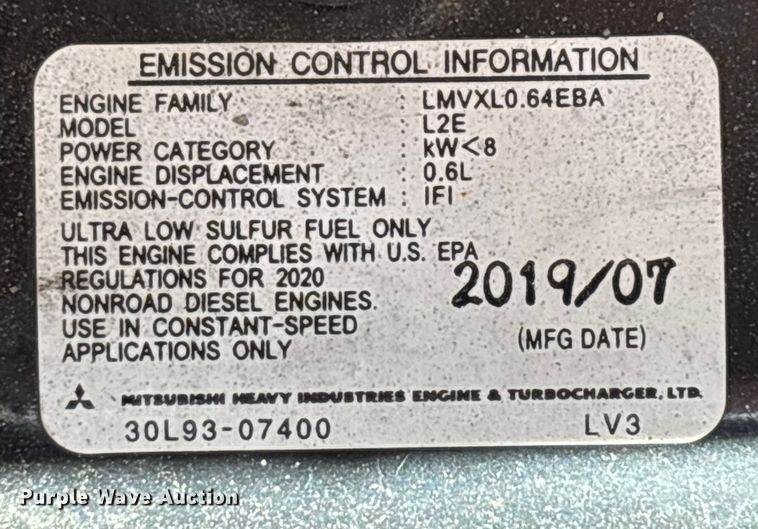 EMISSION CONTROL INFORMATION
ENGINE FAMILY : LMVXL0.64EBA
MODEL : L2E
POWER CATEGORY : kW<8
ENGINE DISPLACEMENT : 0.6L
EMISSION-CONTROL SYSTEM : IFI
ULTRA LOW SULFUR FUEL ONLY
THIS ENGINE COMPLIES WITH U.S. EPA
REGULATIONS FOR 2020
NONROAD DIESEL ENGINES.
USE IN CONSTANT-SPEED
APPLICATIONS ONLY
2019/07
(MFG DATE)
MITSUBISHI HEAVY INDUSTRIES ENGINE & TURBOCHARGER, LTD.
30L93-07400 LV3
Purple Wave Auction